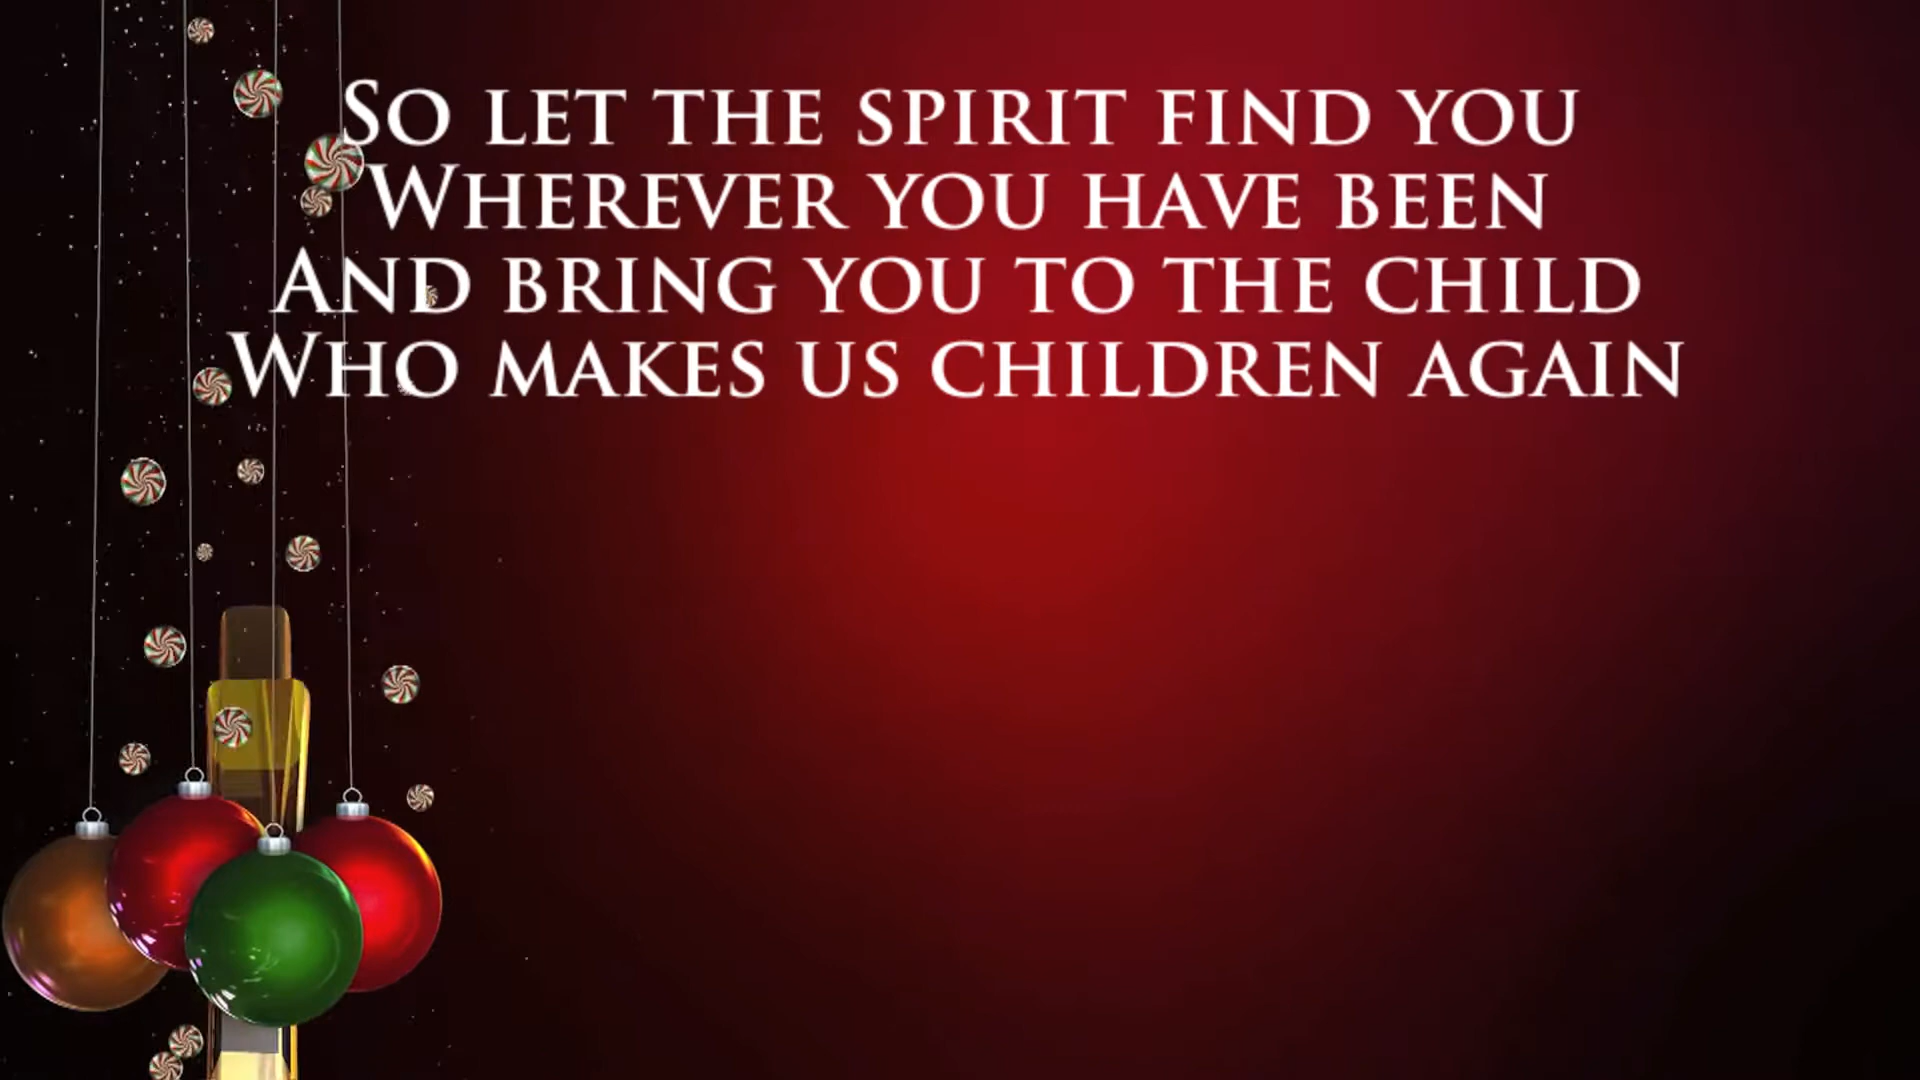 So let the spirit find you
Wherever you have been
And bring you to the child
Who makes us children again